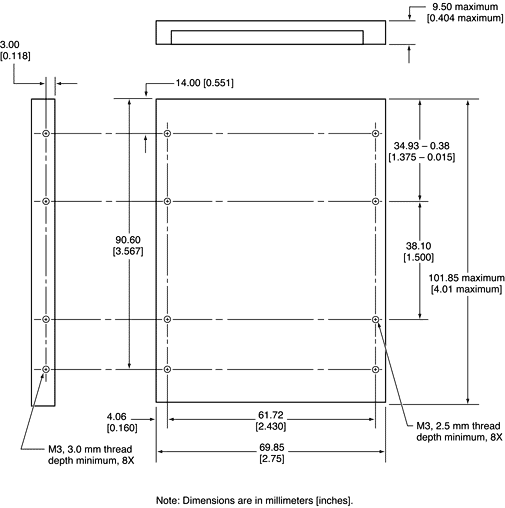 9.50 maximum
[0.404 maximum]
3.00
[0.118]
14.00 [0.551]
34.93 – 0.38
[1.375 – 0.015]
90.60
[3.567]
38.10
[1.500]
101.85 maximum
[4.01 maximum]
4.06
[0.160]
61.72
[2.430]
M3, 2.5 mm thread
depth minimum, 8X
M3, 3.0 mm thread
depth minimum, 8X
69.85
[2.75]
Note: Dimensions are in millimeters [inches].